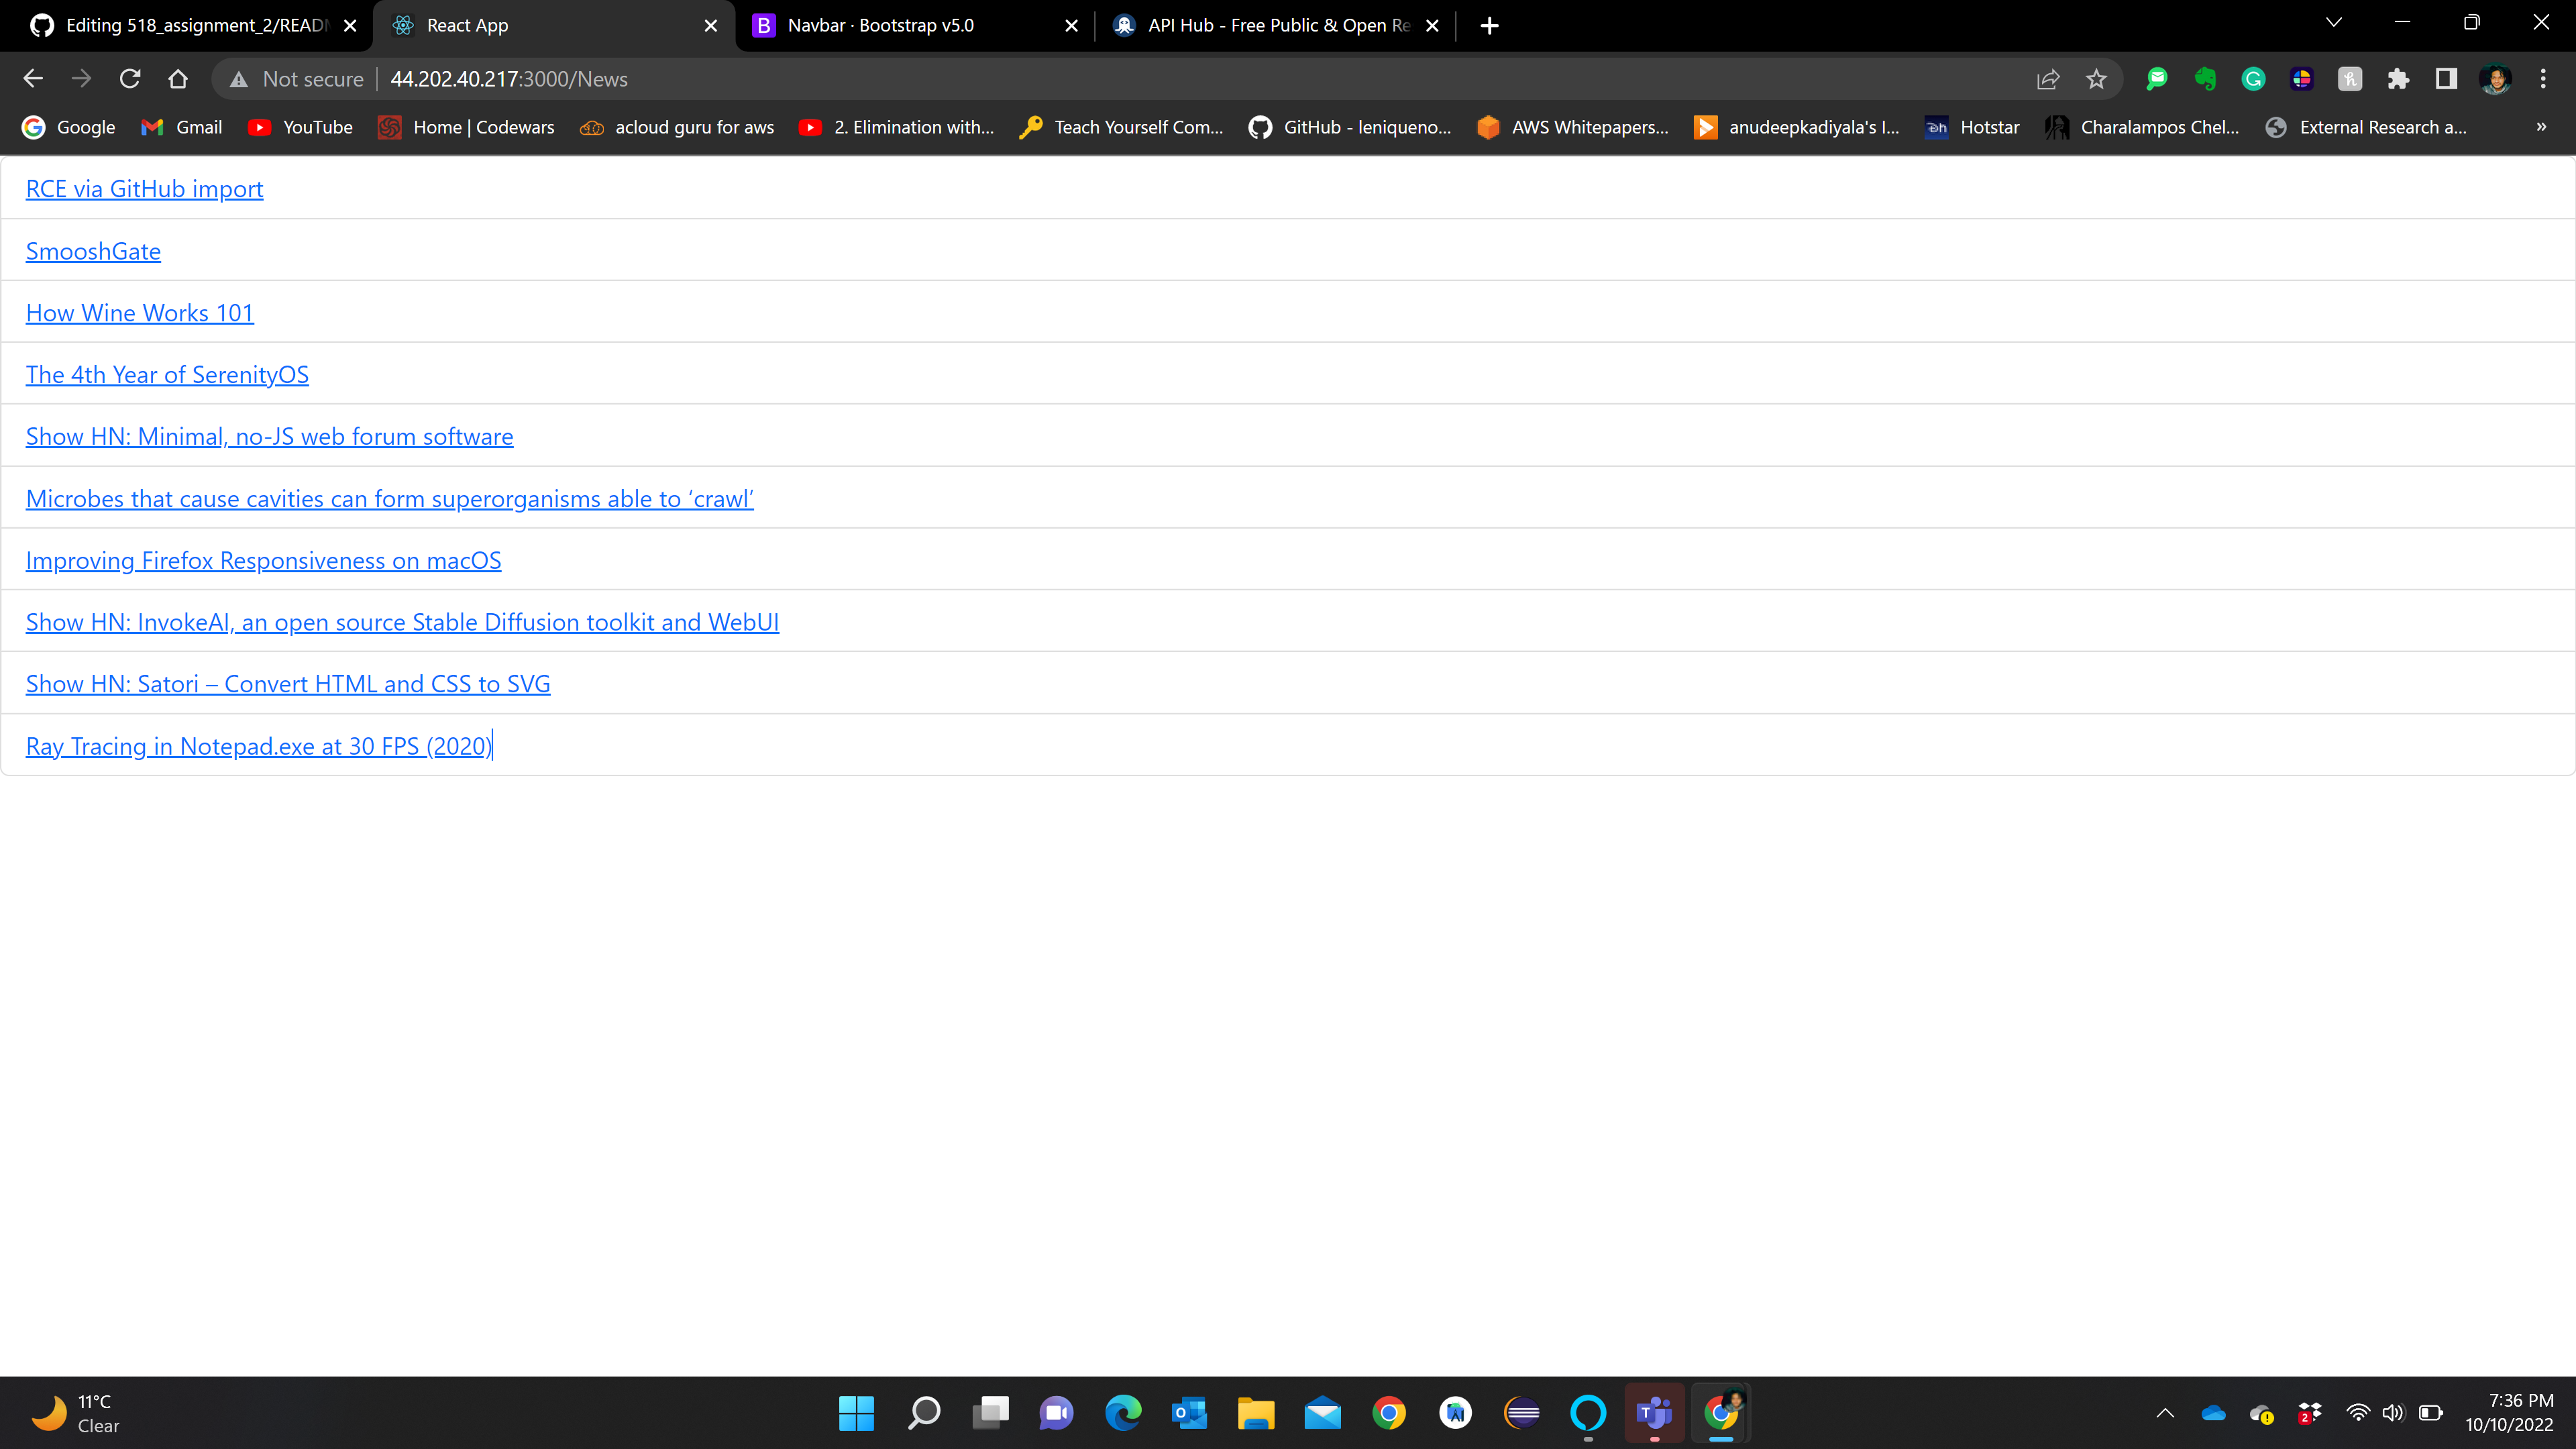 Editing 518_assignment_2/READ
React App
Navbar · Bootstrap v5.0
API Hub - Free Public & Open Re
Not secure
44.202.40.217:3000/News
Google
Gmail
YouTube
Home | Codewars
acloud guru for aws
2. Elimination with...
Teach Yourself Com...
GitHub - leniqueno...
AWS Whitepapers...
anudeepkadiyala's l...
Hotstar
Charalampos Chel...
External Research a...
»
RCE via GitHub import
SmooshGate
How Wine Works 101
The 4th Year of SerenityOS
Show HN: Minimal, no-JS web forum software
Microbes that cause cavities can form superorganisms able to ‘crawl’
Improving Firefox Responsiveness on macOS
Show HN: InvokeAI, an open source Stable Diffusion toolkit and WebUI
Show HN: Satori – Convert HTML and CSS to SVG
Ray Tracing in Notepad.exe at 30 FPS (2020)
11°C
Clear
2
7:36 PM
10/10/2022